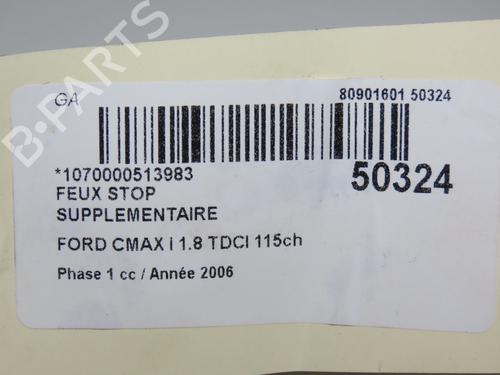 GA
80901601 50324
*1070000513983
50324
FEUX STOP
SUPPLEMENTAIRE
FORD CMAX I 1.8 TDCI 115ch
Phase 1 cc / Année 2006
B-PARTS